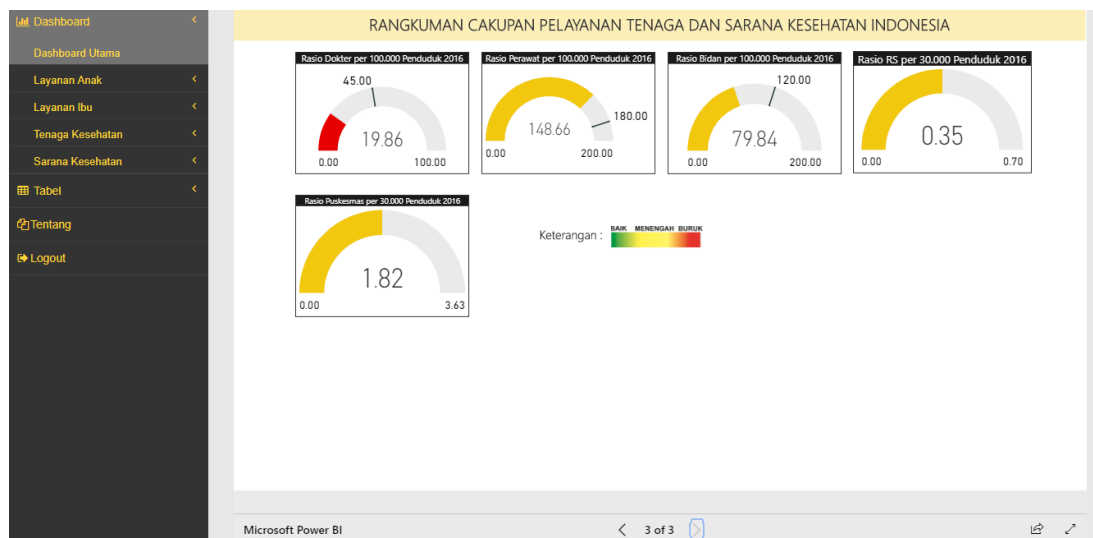 Dashboard
Dashboard Utama
Layanan Anak
Layanan Ibu
Tenaga Kesehatan
Sarana Kesehatan
Tabel
Tentang
Logout
RANGKUMAN CAKUPAN PELAYANAN TENAGA DAN SARANA KESEHATAN INDONESIA
Rasio Dokter per 100.000 Penduduk 2016
45.00
19.86
0.00 100.00
Rasio Perawat per 100.000 Penduduk 2016
180.00
148.66
0.00 200.00
Rasio Bidan per 100.000 Penduduk 2016
120.00
79.84
0.00 200.00
Rasio RS per 30.000 Penduduk 2016
0.35
0.00 0.70
Rasio Puskesmas per 30.000 Penduduk 2016
1.82
0.00 3.63
Keterangan :
BAIK MENENGAH BURUK
Microsoft Power BI
3 of 3